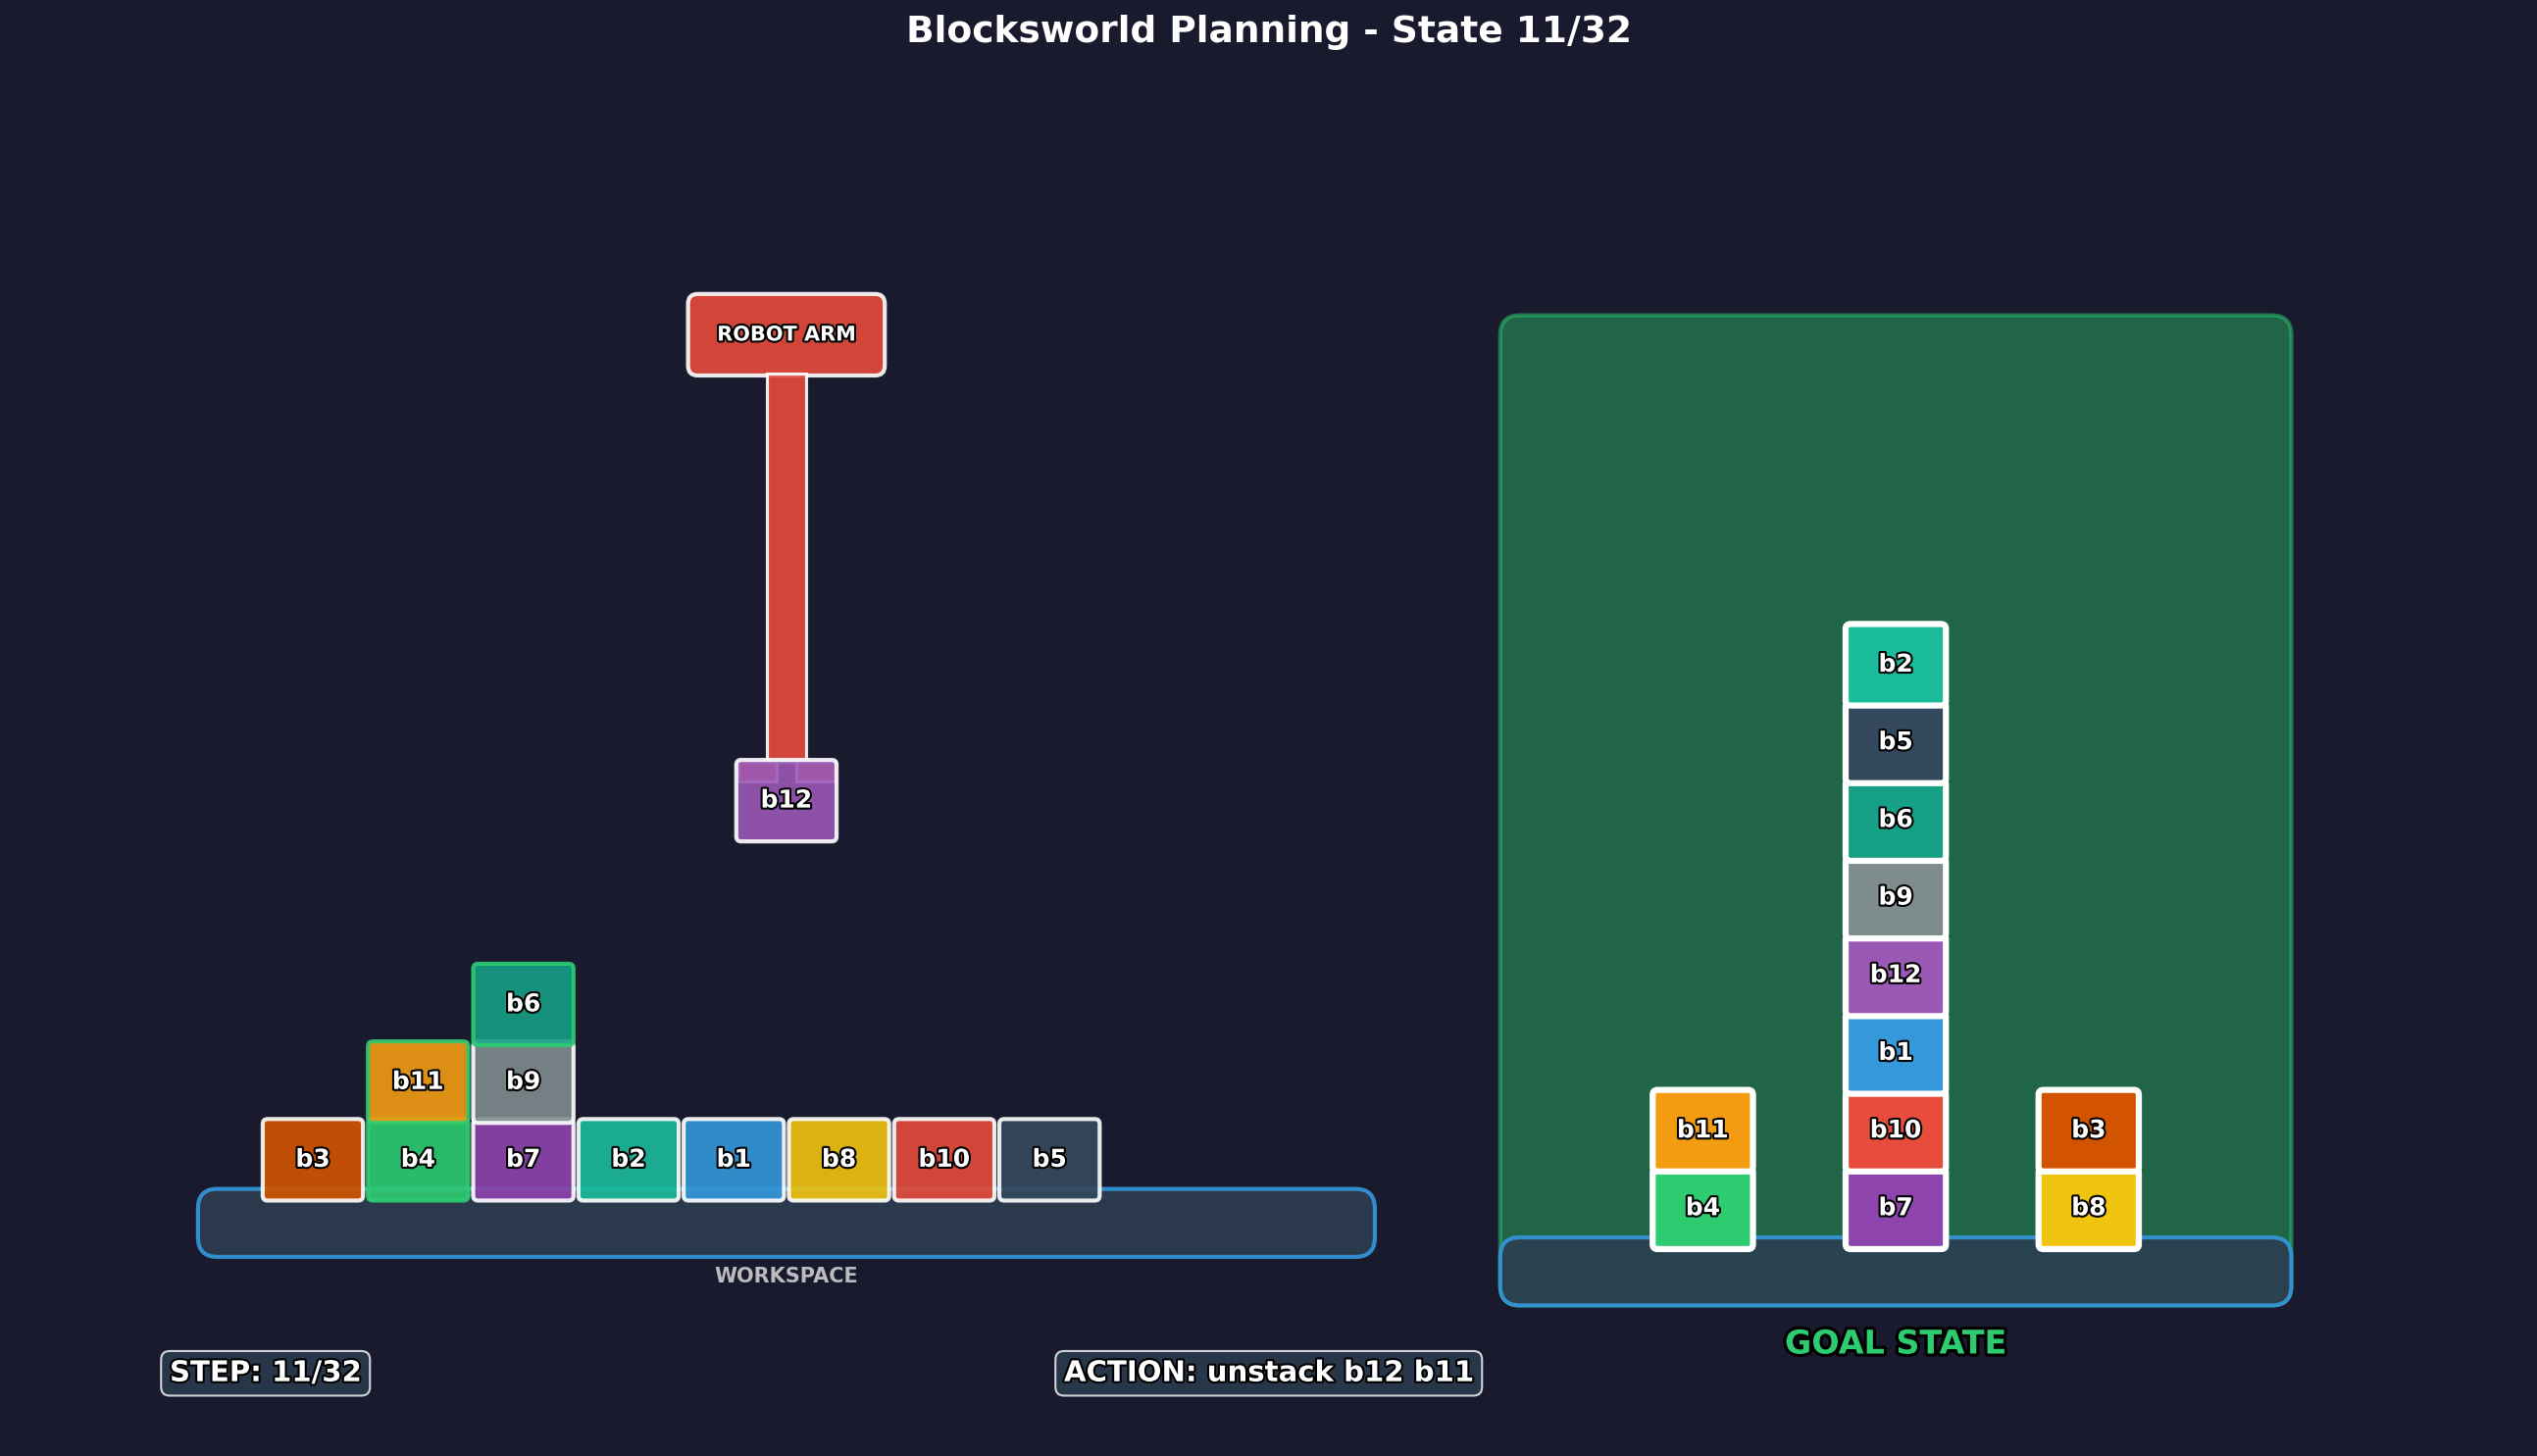 Blocksworld Planning - State 11/32
ROBOT ARM
b12
b6
b11 b9
b3 b4 b7 b2 b1 b8 b10 b5
WORKSPACE
b2
b5
b6
b9
b12
b1
b11 b10 b3
b4 b7 b8
GOAL STATE
STEP: 11/32
ACTION: unstack b12 b11